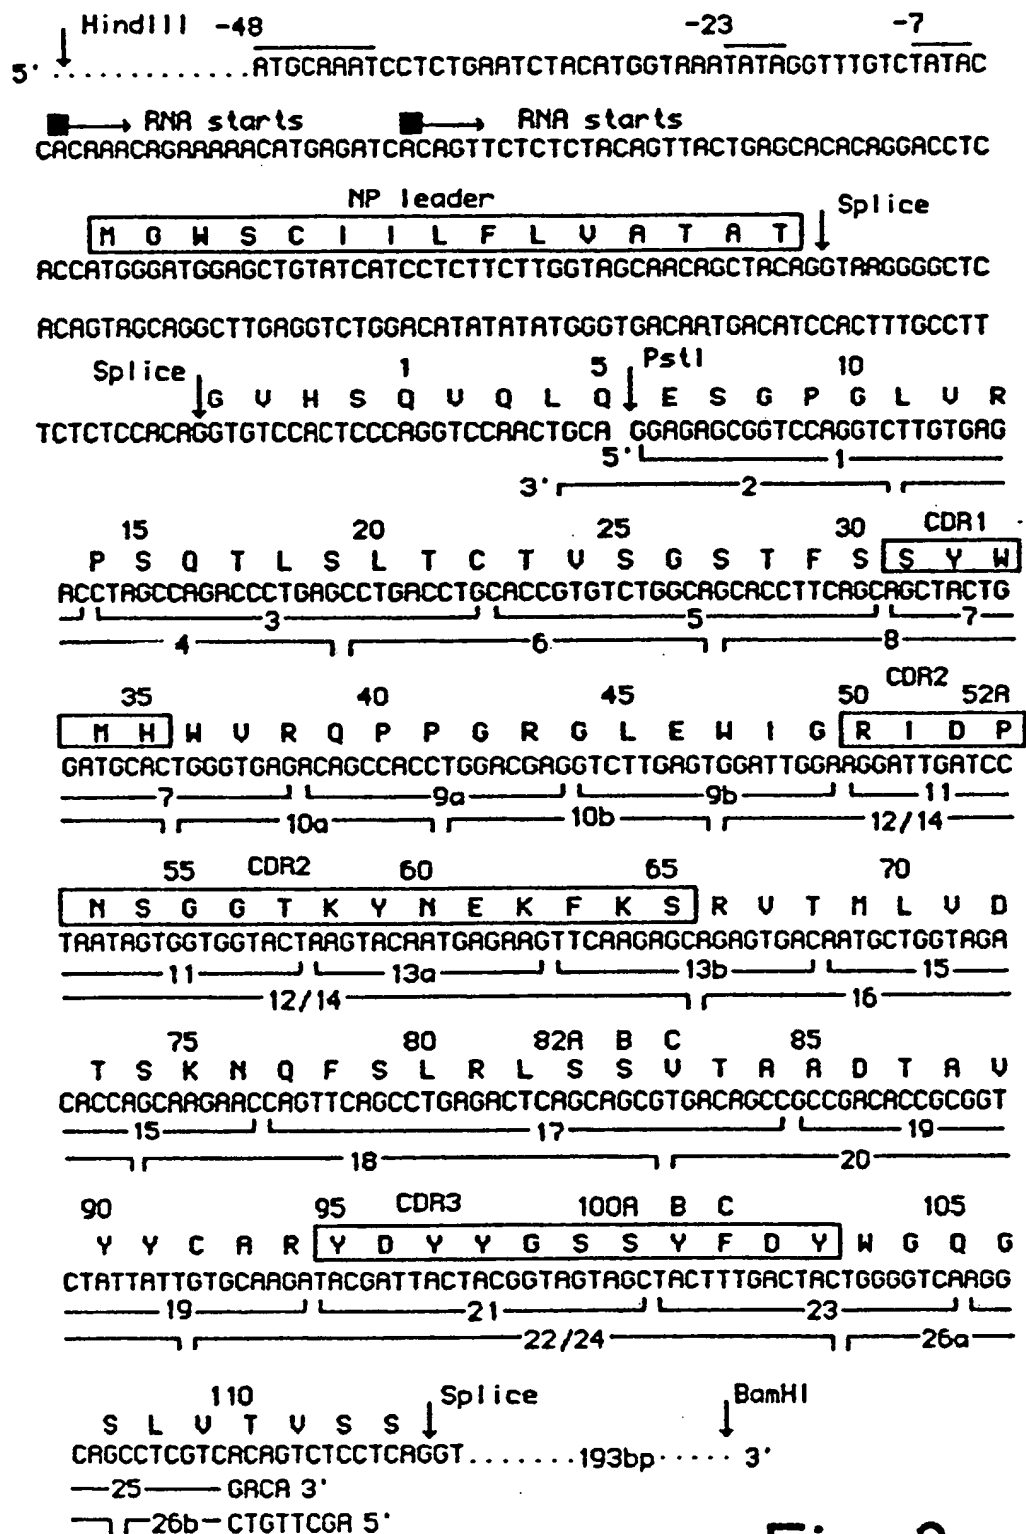 HindIII -48 -23 -7
5' ............. ATGCAAATCCTCTGAATCTACATGGTAAATATAGGTTTGTCTATAC
RNA starts RNA starts
CACAAACAGAAAAACATGAGATCACAGTTCTCTCTACAGTTACTGAGCACACAGGACCTC
NP leader Splice
M G W S C I I L F L V A T A T
ACCATGGGATGGAGCTGTATCATCCTCTTCTTGGTAGCAACAGCTACAGGTAAGGGGCTC
ACAGTAGCAGGCTTGAGGTCTGGACATATATATGGGTGACAATGACATCCACTTTGCCTT
Splice 1 5 PstI 10
G V H S Q V Q L Q E S G P G L V R
TCTCTCCACAGGTGTCCACTCCCAGGTCCAACTGCA GGAGAGCGGTCCAGGTCTTGTGAG
5' 1
3' 2
15 20 25 30 CDR1
P S Q T L S L T C T V S G S T F S S Y W
ACCTAGCCAGACCCTGAGCCTGACCTGCACCGTGTCTGGCAGCACCTTCAGCAGCTACTG
3 5 7
4 6 8
35 40 45 50 CDR2 52A
M H W V R Q P P G R G L E W I G R I D P
GATGCACTGGGTGAGACAGCCACCTGGACGAGGTCTTGAGTGGATTGGAAGGATTGATCC
7 9a 9b 11
10a 10b 12/14
55 CDR2 60 65 70
N S G G T K Y N E K F K S R V T M L V D
TAATAGTGGTGGTACTAAGTACAATGAGAAGTTCAAGAGCAGAGTGACAATGCTGGTAGA
11 13a 13b 15
12/14 16
75 80 82A B C 85
T S K N Q F S L R L S S V T A A D T A V
CACCAGCAAGAACCAGTTCAGCCTGAGACTCAGCAGCGTGACAGCCGCCGACACCGCGGT
15 17 19
18 20
90 95 CDR3 100A B C 105
Y Y C A R Y D Y Y G S S Y F D Y W G Q G
CTATTATTGTGCAAGATACGATTACTACGGTAGTAGCTACTTTGACTACTGGGGTCAAGG
19 21 23
22/24 26a
110 Splice BamHI
S L V T V S S
CAGCCTCGTCACAGTCTCCTCAGGT.......193bp..... 3'
25 GACA 3'
26b CTGTTCGA 5'